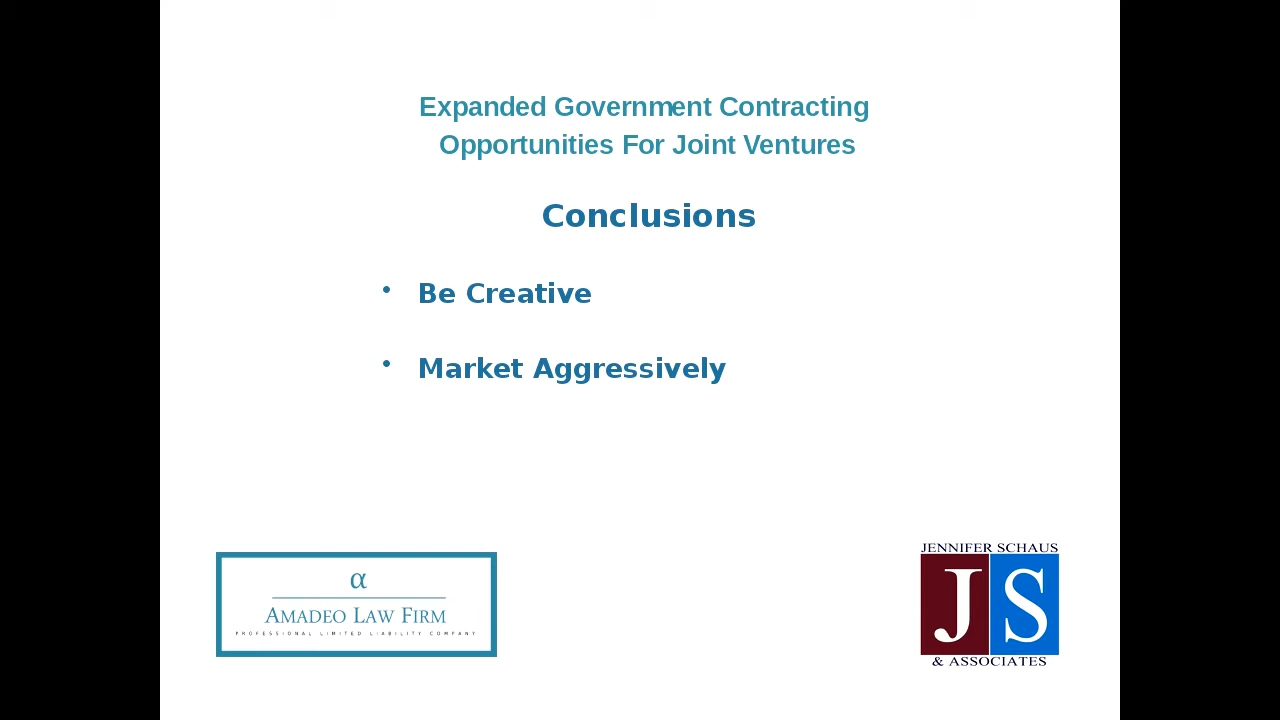 Expanded Government Contracting
Opportunities For Joint Ventures
Conclusions
• Be Creative
• Market Aggressively
α
AMADEO LAW FIRM
PROFESSIONAL LIMITED LIABILITY COMPANY
JENNIFER SCHAUS
JS
& ASSOCIATES